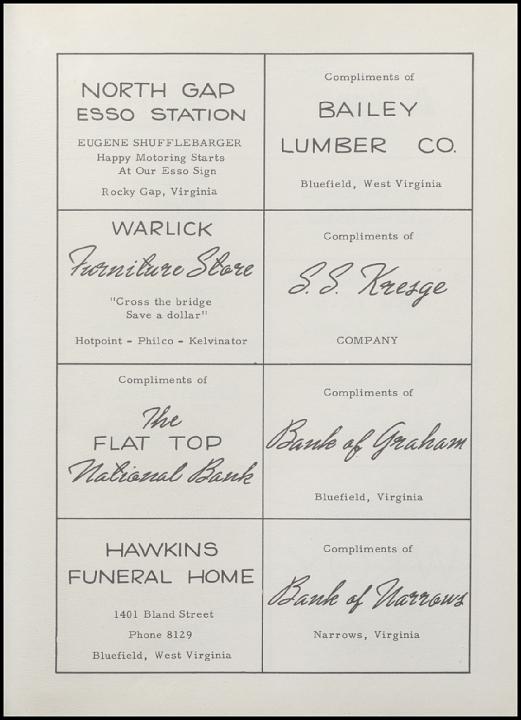 NORTH GAP
ESSO STATION
EUGENE SHUFFLEBARGER
Happy Motoring Starts
At Our Esso Sign
Rocky Gap, Virginia
Compliments of
BAILEY
LUMBER CO.
Bluefield, West Virginia
WARLICK
Furniture Store
"Cross the bridge
Save a dollar"
Hotpoint - Philco - Kelvinator
Compliments of
S. S. Kresge
COMPANY
Compliments of
The
FLAT TOP
National Bank
Compliments of
Bank of Graham
Bluefield, Virginia
HAWKINS
FUNERAL HOME
1401 Bland Street
Phone 8129
Bluefield, West Virginia
Compliments of
Bank of Narrows
Narrows, Virginia